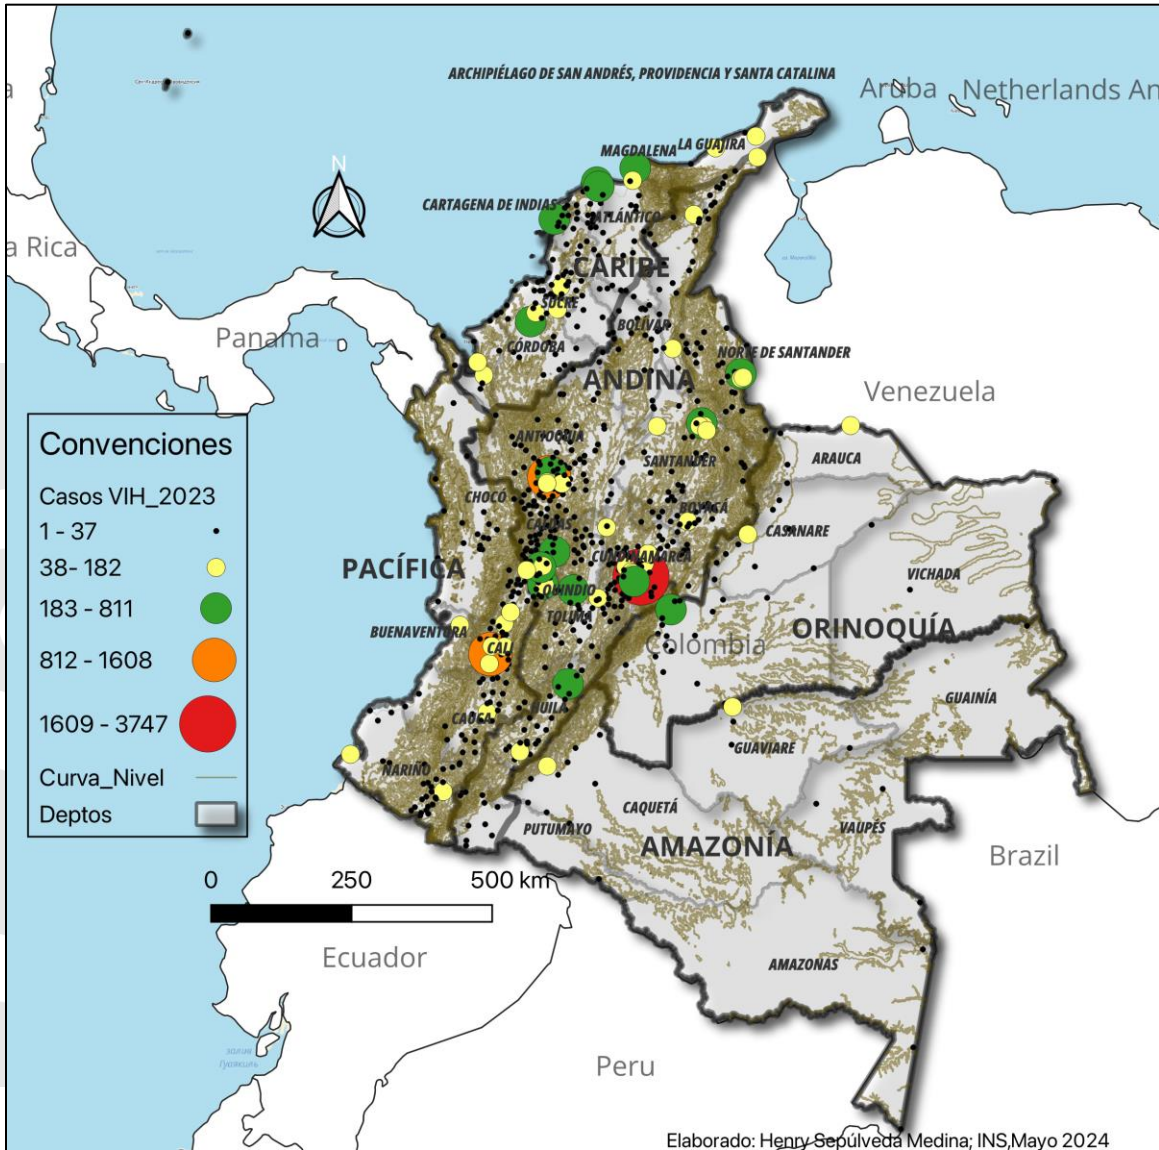 ARCHIPIÉLAGO DE SAN ANDRÉS, PROVIDENCIA Y SANTA CATALINA
Aruba
Netherlands An
MAGDALENA
LA GUAJIRA
N
CARTAGENA DE INDIAS
ATLÁNTICO
a Rica
CARIBE
SUCRE
BOLÍVAR
Panama
CÓRDOBA
NORTE DE SANTANDER
ANDINA
Venezuela
Convenciones
ANTIOQUIA
SANTANDER
ARAUCA
Casos VIH_2023
CHOCÓ
1 - 37
BOYACÁ
CALDAS
CASANARE
38- 182
PACÍFICA
CUNDINAMARCA
VICHADA
183 - 811
QUINDIO
TOLIMA
BUENAVENTURA
ORINOQUÍA
812 - 1608
CALI
Colombia
GUAINÍA
HUILA
1609 - 3747
CAUCA
GUAVIARE
Curva_Nivel
NARIÑO
Deptos
CAQUETÁ
PUTUMAYO
VAUPÉS
AMAZONÍA
Brazil
0 250 500 km
Ecuador
AMAZONAS
Peru
Elaborado: Henry Sepúlveda Medina; INS,Mayo 2024